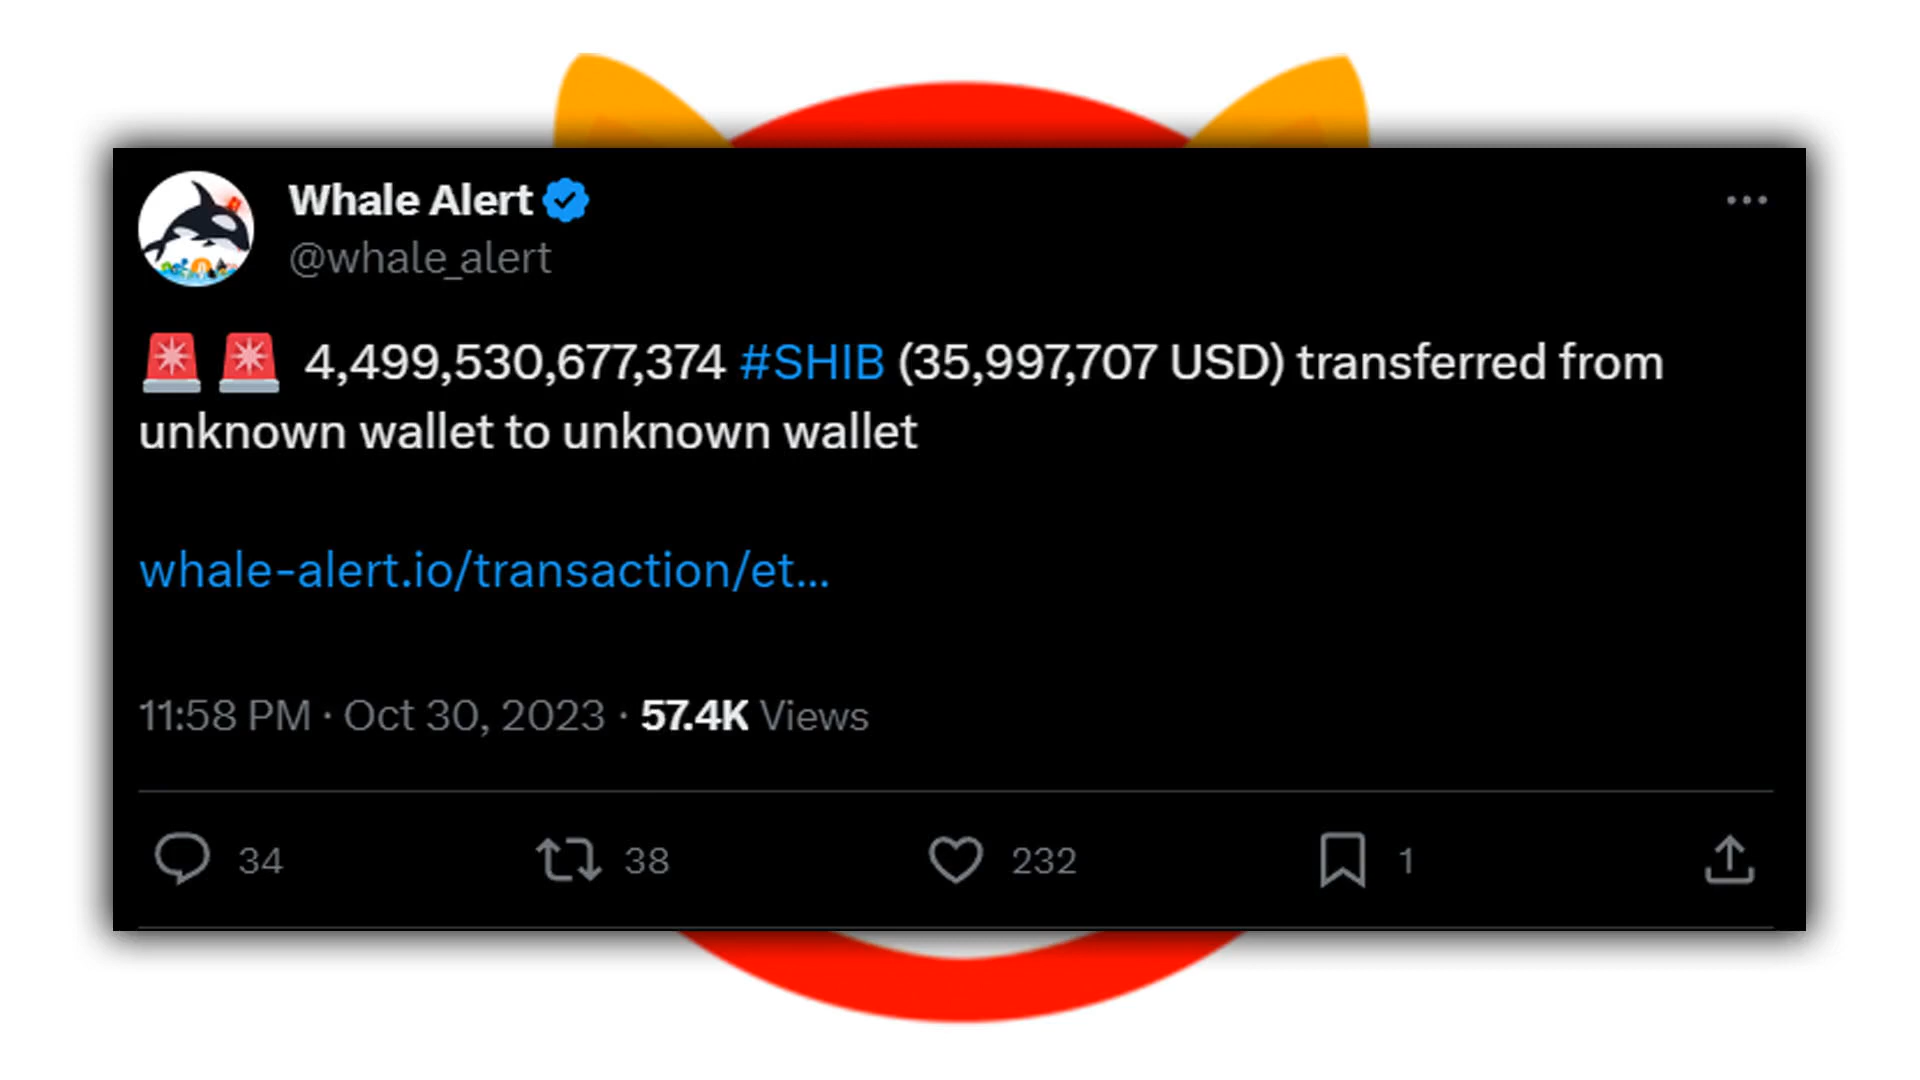 Whale Alert
@whale_alert
🚨 🚨 4,499,530,677,374 #SHIB (35,997,707 USD) transferred from
unknown wallet to unknown wallet
whale-alert.io/transaction/et...
11:58 PM · Oct 30, 2023 · 57.4K Views
34 38 232 1